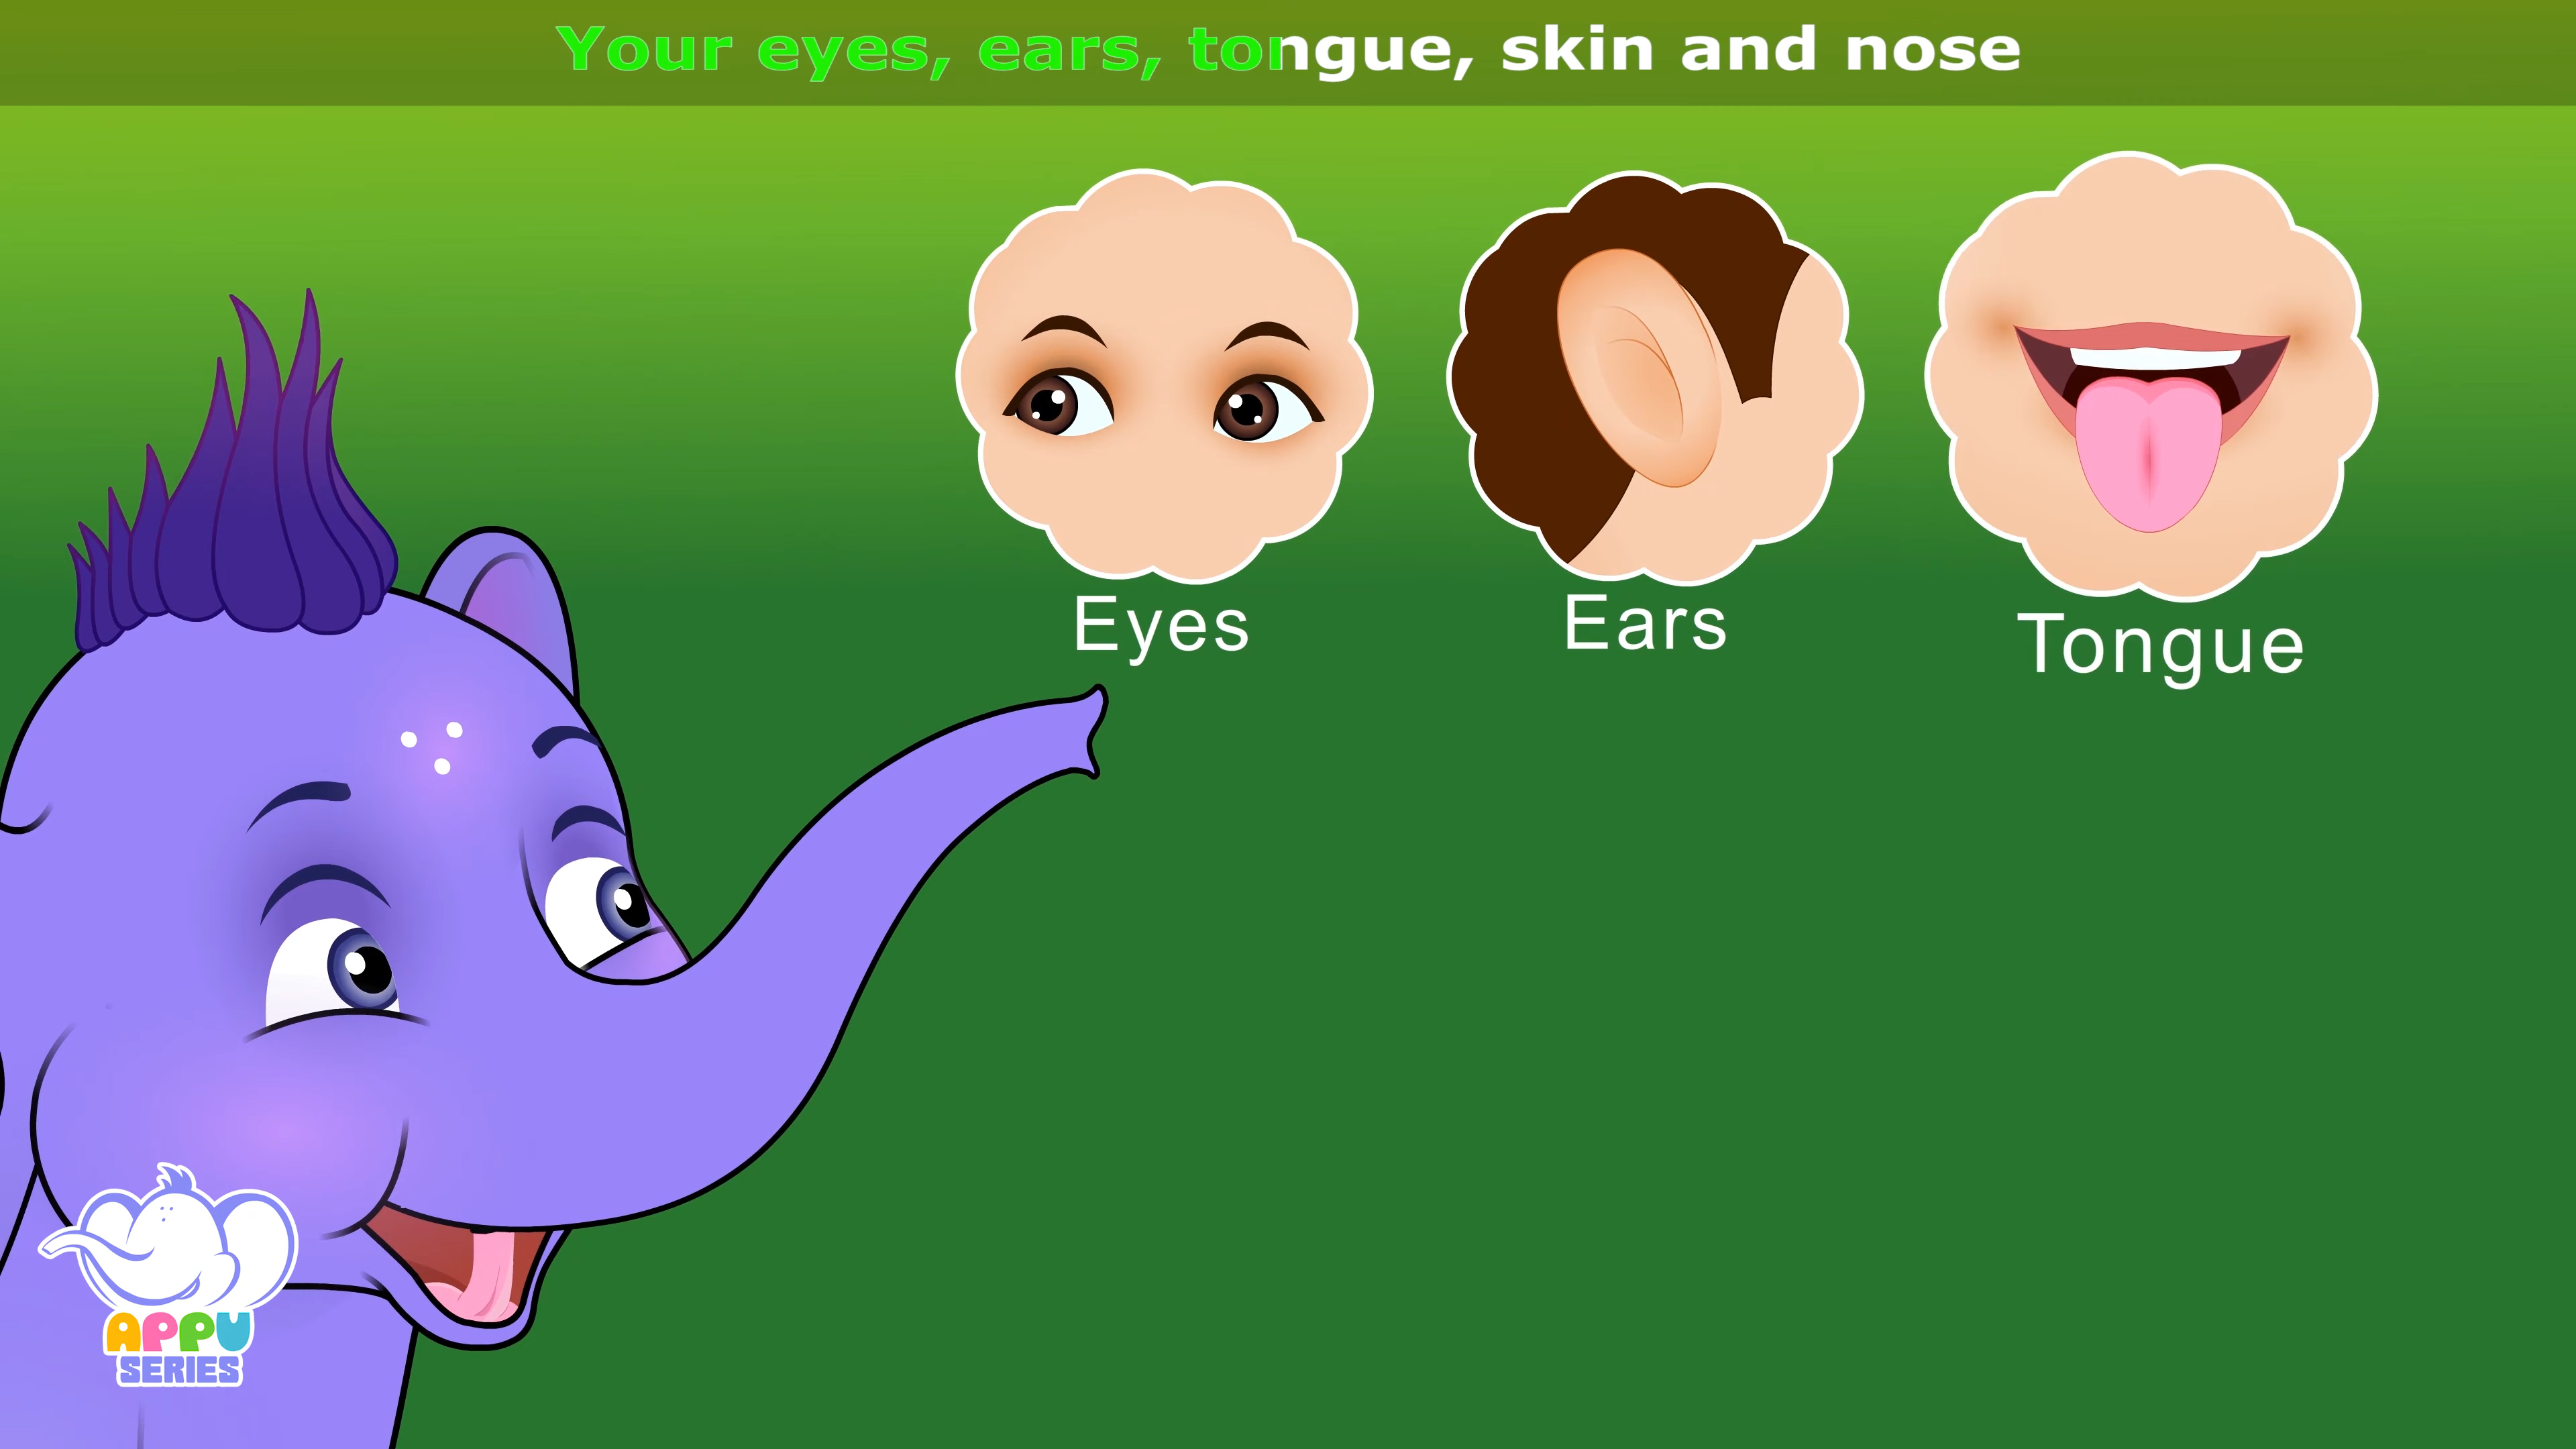 Your eyes, ears, tongue, skin and nose
Eyes
Ears
Tongue
APPU
SERIES